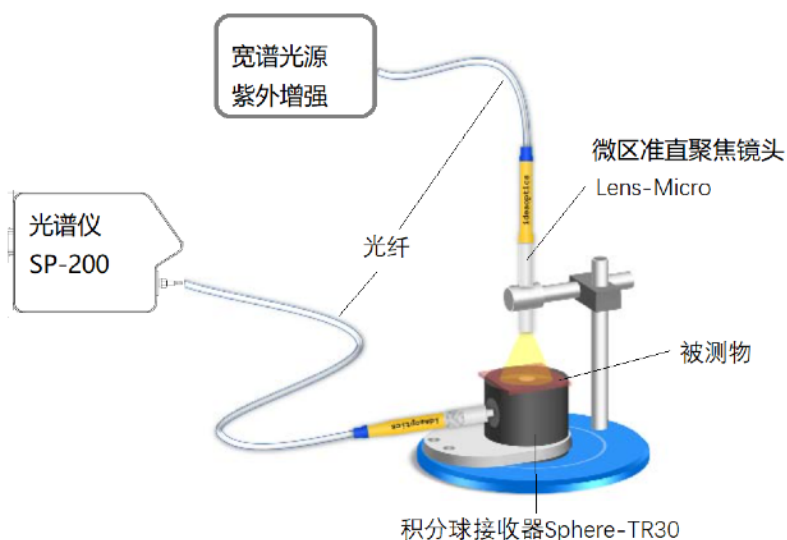 宽谱光源
紫外增强
微区准直聚焦镜头
Lens-Micro
ideaoptics
光谱仪
SP-200
光纤
被测物
ideaoptics
积分球接收器Sphere-TR30